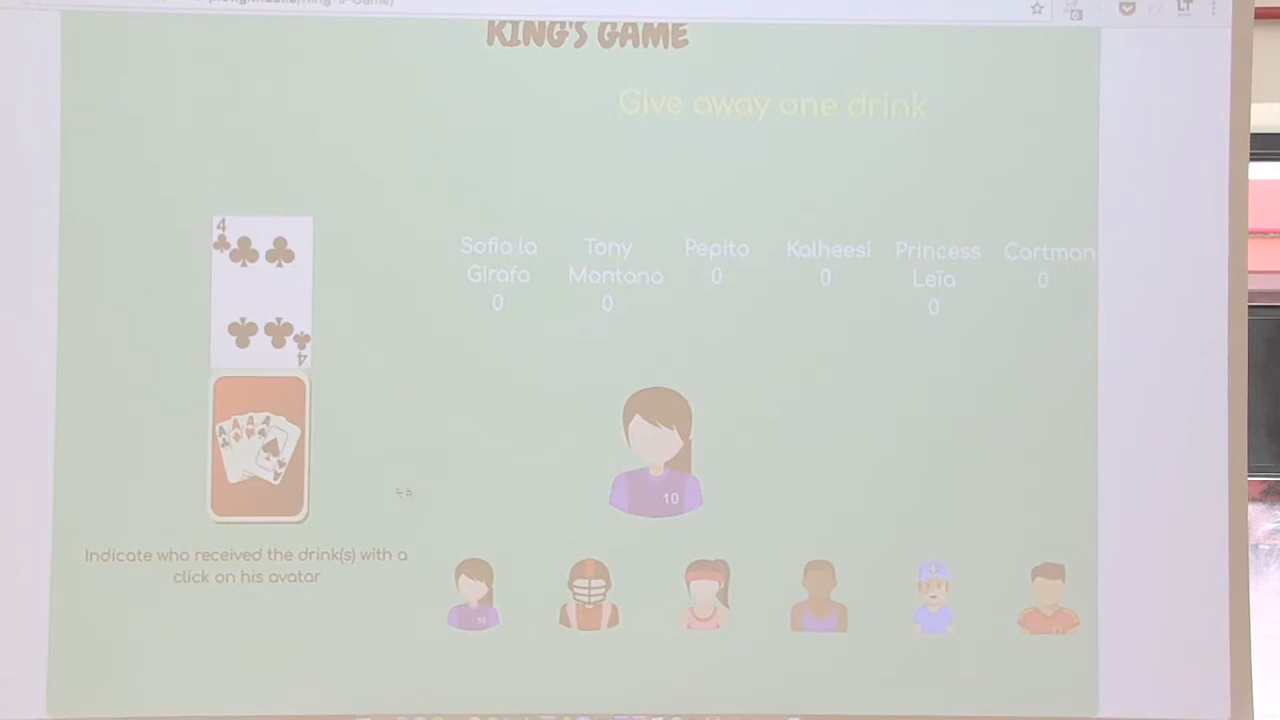 KING'S GAME
Give away one drink
4
4
Sofia la
Girafa
0
Tony
Montana
0
Pepito
0
Kalheesi
0
Princess
Leïa
0
Cartman
0
10
Indicate who received the drink(s) with a
click on his avatar